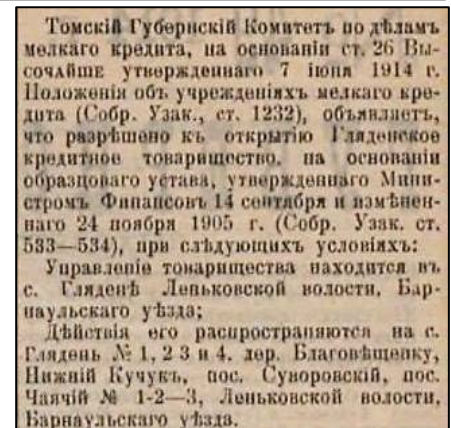 Томскій Губернскій Комитетъ по дѣламъ
мелкаго кредита, на основаніи ст. 26 Вы-
сочАЙШЕ утвержденнаго 7 іюня 1914 г.
Положенія объ учрежденіяхъ мелкаго кре-
дита (Собр. Узак., ст. 1232), объявляетъ,
что разрѣшено къ открытію Гляденское
кредитное товарищество, на основаніи
образцоваго устава, утвержденнаго Мини-
стромъ Финансовъ 14 сентября и измѣнен-
наго 24 ноября 1905 г. (Собр. Узак. ст.
533—534), при слѣдующихъ условіяхъ:
Управленіе товарищества находится въ
с. Гляденѣ Леньковской волости, Бар-
наульскаго уѣзда;
Дѣйствія его распространяются на с.
Глядень № 1, 2 3 и 4. дер. Благовѣщенку,
Нижній Кучукъ, пос. Суворовскій, пос.
Чаячій № 1-2—3, Леньковской волости,
Барнаульскаго уѣзда.